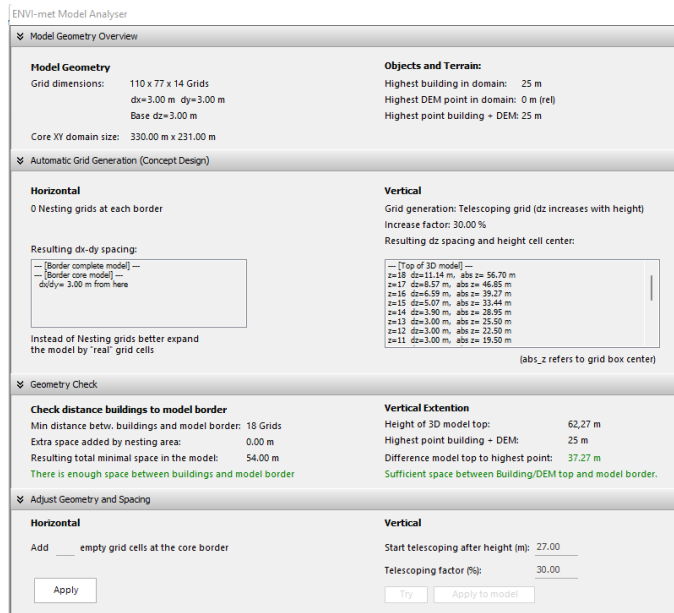 ENVI-met Model Analyser
Model Geometry Overview
Model Geometry
Grid dimensions: 110 x 77 x 14 Grids
dx=3.00 m dy=3.00 m
Base dz=3.00 m
Core XY domain size: 330.00 m x 231.00 m
Objects and Terrain:
Highest building in domain: 25 m
Highest DEM point in domain: 0 m (rel)
Highest point building + DEM: 25 m
Automatic Grid Generation (Concept Design)
Horizontal
0 Nesting grids at each border
Resulting dx-dy spacing:
--- [Border complete model] ---
--- [Border core model] ---
dx/dy= 3.00 m from here
Instead of Nesting grids better expand
the model by "real" grid cells
Vertical
Grid generation: Telescoping grid (dz increases with height)
Increase factor: 30.00 %
Resulting dz spacing and height cell center:
--- [Top of 3D model] ---
z=18 dz=11.14 m, abs z= 56.70 m
z=17 dz=8.57 m, abs z= 46.85 m
z=16 dz=6.59 m, abs z= 39.27 m
z=15 dz=5.07 m, abs z= 33.44 m
z=14 dz=3.90 m, abs z= 28.95 m
z=13 dz=3.00 m, abs z= 25.50 m
z=12 dz=3.00 m, abs z= 22.50 m
z=11 dz=3.00 m, abs z= 19.50 m
(abs_z refers to grid box center)
Geometry Check
Check distance buildings to model border
Min distance betw. buildings and model border: 18 Grids
Extra space added by nesting area: 0.00 m
Resulting total minimal space in the model: 54.00 m
There is enough space between buildings and model border
Vertical Extention
Height of 3D model top: 62,27 m
Highest point building + DEM: 25 m
Difference model top to highest point: 37.27 m
Sufficient space between Building/DEM top and model border.
Adjust Geometry and Spacing
Horizontal
Add ___ empty grid cells at the core border
Apply
Vertical
Start telescoping after height (m): 27.00
Telescoping factor (%): 30.00
Try Apply to model